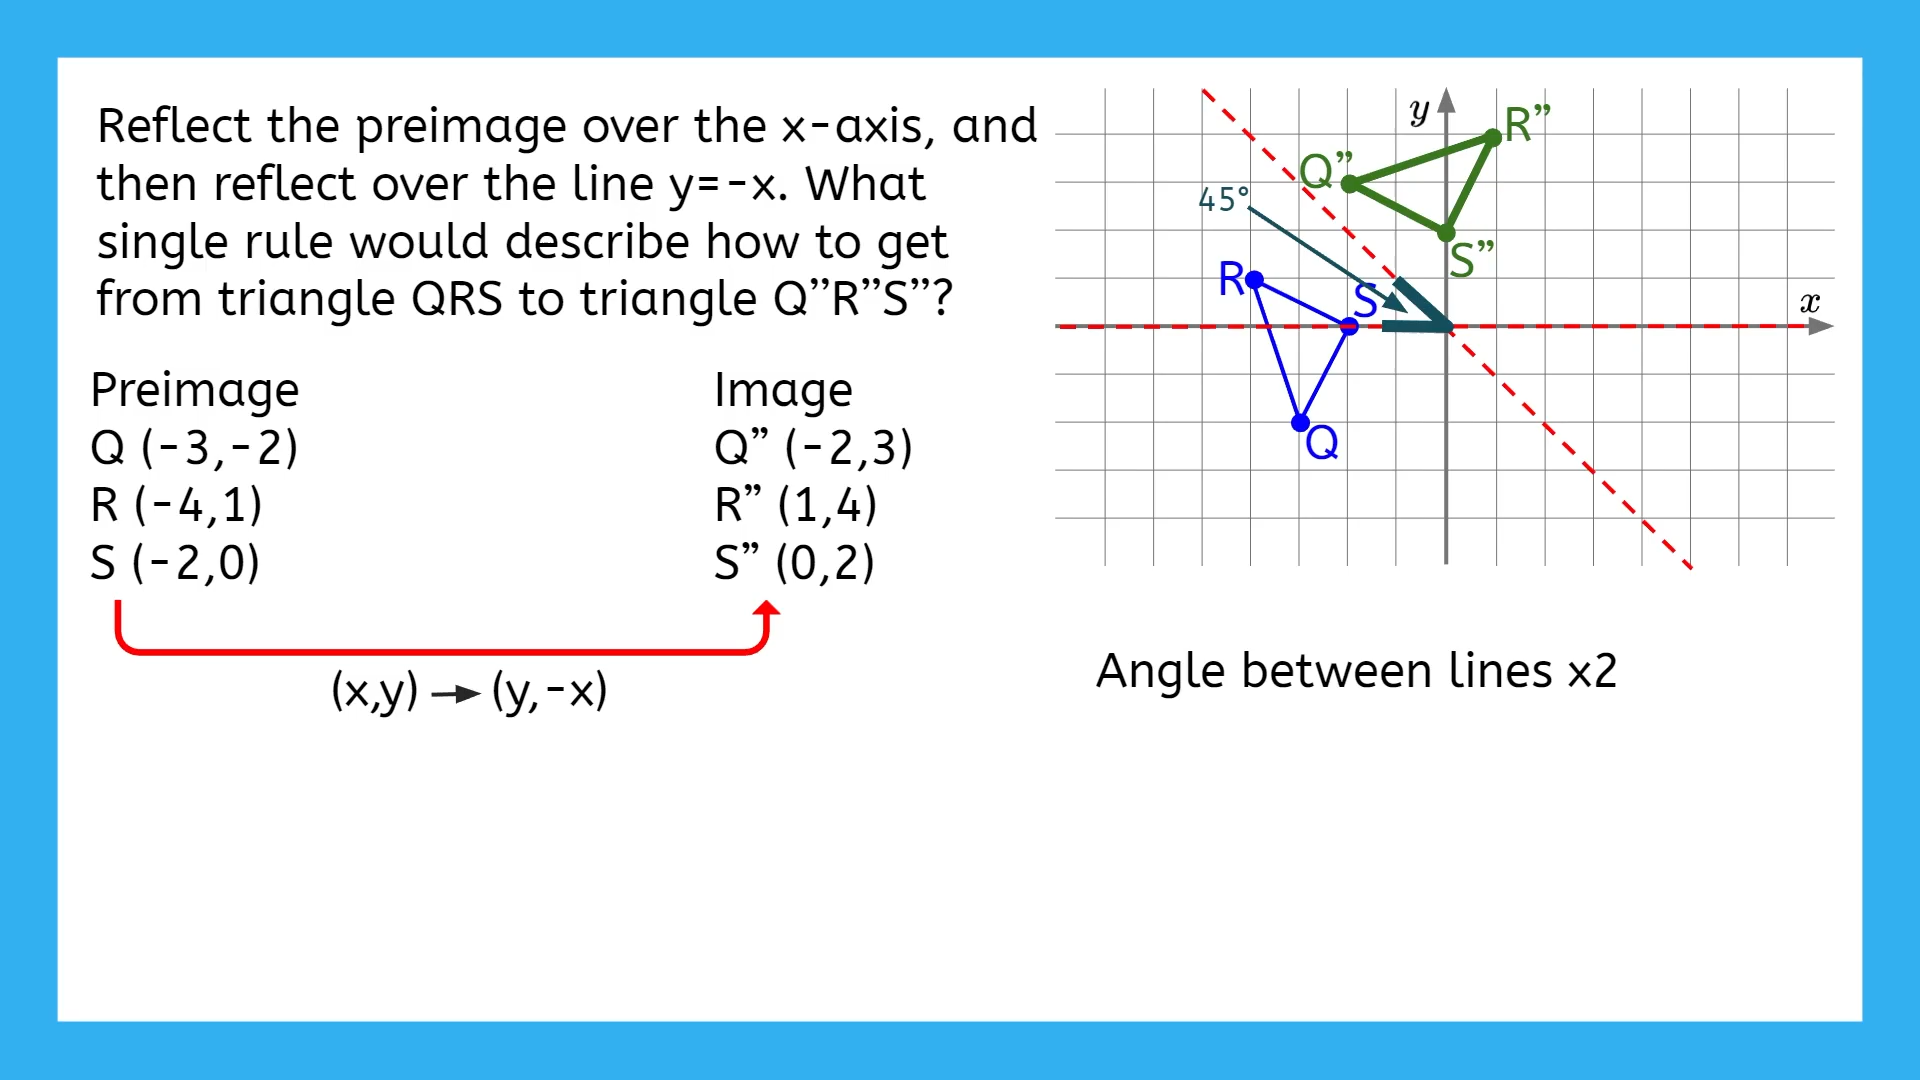 Reflect the preimage over the x-axis, and
then reflect over the line y=-x. What
single rule would describe how to get
from triangle QRS to triangle Q”R”S”?
Preimage
Q (-3,-2)
R (-4,1)
S (-2,0)
Image
Q” (-2,3)
R” (1,4)
S” (0,2)
(x,y) → (y,-x)
y
R”
Q”
45°
S”
R
S
x
Q
Angle between lines x2